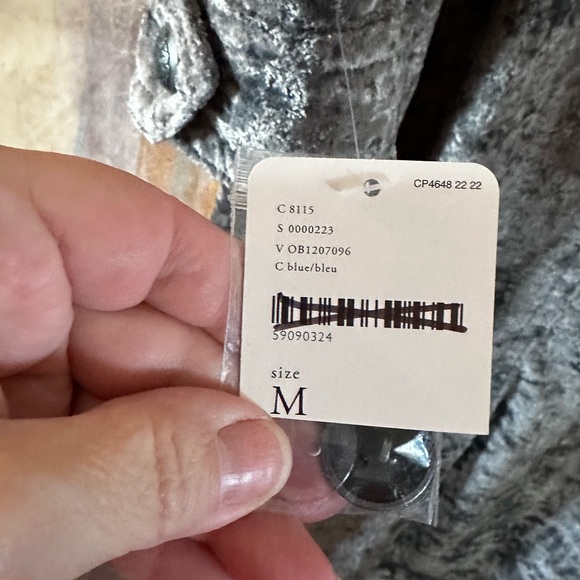 CP4648 22 22
C 8115
S 0000223
V OB1207096
C blue/bleu
59090324
size
M